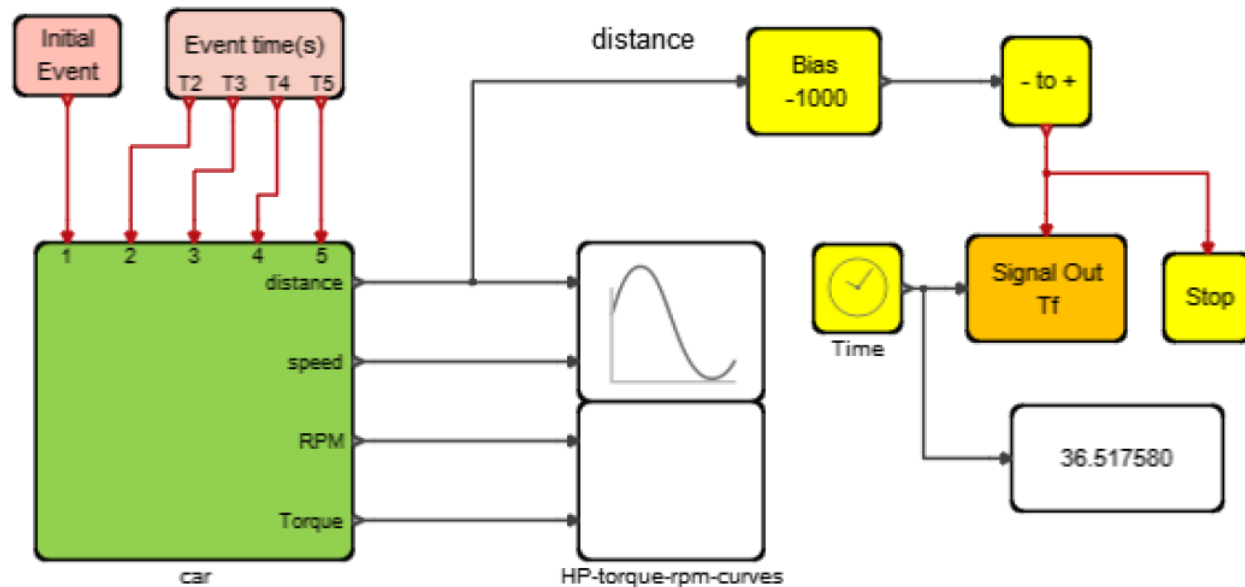 Initial
Event
Event time(s)
T2 T3 T4 T5
distance
Bias
-1000
- to +
1 2 3 4 5
distance
speed
RPM
Torque
car
HP-torque-rpm-curves
Time
Signal Out
Tf
Stop
36.517580